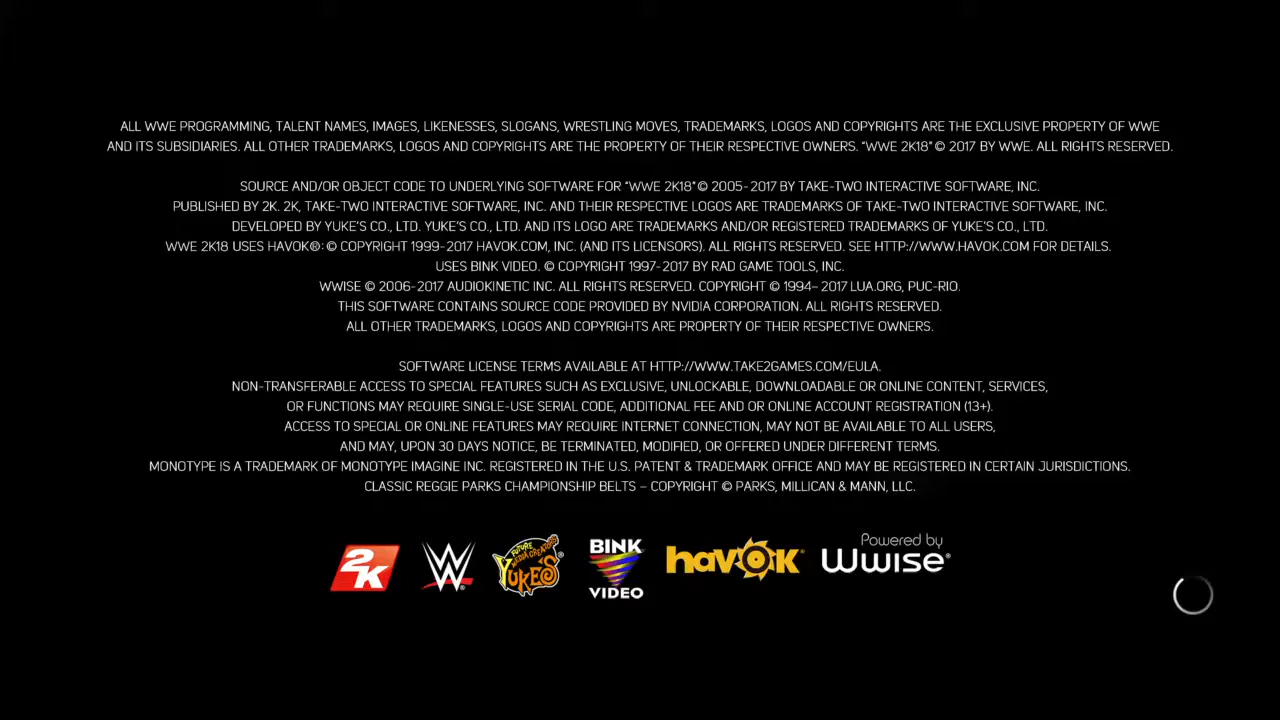 ALL WWE PROGRAMMING, TALENT NAMES, IMAGES, LIKENESSES, SLOGANS, WRESTLING MOVES, TRADEMARKS, LOGOS AND COPYRIGHTS ARE THE EXCLUSIVE PROPERTY OF WWE
AND ITS SUBSIDIARIES. ALL OTHER TRADEMARKS, LOGOS AND COPYRIGHTS ARE THE PROPERTY OF THEIR RESPECTIVE OWNERS. “WWE 2K18” © 2017 BY WWE. ALL RIGHTS RESERVED.
SOURCE AND/OR OBJECT CODE TO UNDERLYING SOFTWARE FOR “WWE 2K18” © 2005-2017 BY TAKE-TWO INTERACTIVE SOFTWARE, INC.
PUBLISHED BY 2K. 2K, TAKE-TWO INTERACTIVE SOFTWARE, INC. AND THEIR RESPECTIVE LOGOS ARE TRADEMARKS OF TAKE-TWO INTERACTIVE SOFTWARE, INC.
DEVELOPED BY YUKE'S CO., LTD. YUKE'S CO., LTD. AND ITS LOGO ARE TRADEMARKS AND/OR REGISTERED TRADEMARKS OF YUKE'S CO., LTD.
WWE 2K18 USES HAVOK®: © COPYRIGHT 1999-2017 HAVOK.COM, INC. (AND ITS LICENSORS). ALL RIGHTS RESERVED. SEE HTTP://WWW.HAVOK.COM FOR DETAILS.
USES BINK VIDEO. © COPYRIGHT 1997-2017 BY RAD GAME TOOLS, INC.
WWISE © 2006-2017 AUDIOKINETIC INC. ALL RIGHTS RESERVED. COPYRIGHT © 1994– 2017 LUA.ORG, PUC-RIO.
THIS SOFTWARE CONTAINS SOURCE CODE PROVIDED BY NVIDIA CORPORATION. ALL RIGHTS RESERVED.
ALL OTHER TRADEMARKS, LOGOS AND COPYRIGHTS ARE PROPERTY OF THEIR RESPECTIVE OWNERS.
SOFTWARE LICENSE TERMS AVAILABLE AT HTTP://WWW.TAKE2GAMES.COM/EULA.
NON-TRANSFERABLE ACCESS TO SPECIAL FEATURES SUCH AS EXCLUSIVE, UNLOCKABLE, DOWNLOADABLE OR ONLINE CONTENT, SERVICES,
OR FUNCTIONS MAY REQUIRE SINGLE-USE SERIAL CODE, ADDITIONAL FEE AND OR ONLINE ACCOUNT REGISTRATION (13+).
ACCESS TO SPECIAL OR ONLINE FEATURES MAY REQUIRE INTERNET CONNECTION, MAY NOT BE AVAILABLE TO ALL USERS,
AND MAY, UPON 30 DAYS NOTICE, BE TERMINATED, MODIFIED, OR OFFERED UNDER DIFFERENT TERMS.
MONOTYPE IS A TRADEMARK OF MONOTYPE IMAGINE INC. REGISTERED IN THE U.S. PATENT & TRADEMARK OFFICE AND MAY BE REGISTERED IN CERTAIN JURISDICTIONS.
CLASSIC REGGIE PARKS CHAMPIONSHIP BELTS – COPYRIGHT © PARKS, MILLICAN & MANN, LLC.
2K
W ®
FUTURE MEDIA CREATORS YUKE'S ®
BINK VIDEO
havok
Powered by
Wwise®